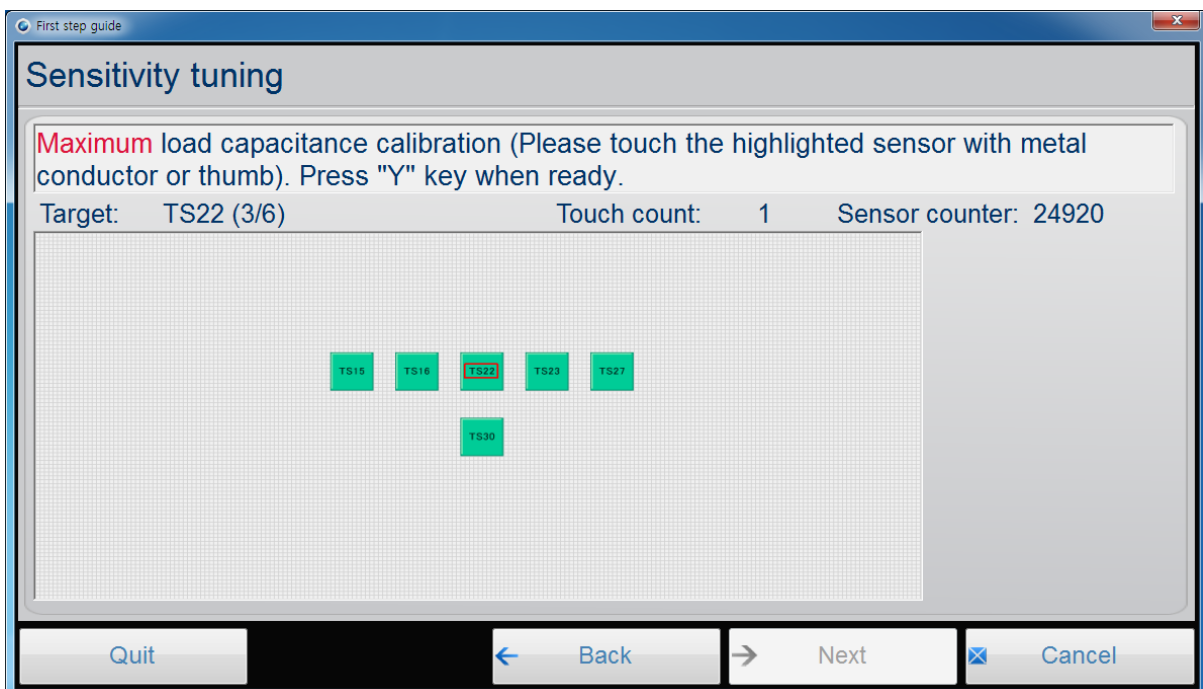 First step guide
Sensitivity tuning
Maximum load capacitance calibration (Please touch the highlighted sensor with metal
conductor or thumb). Press "Y" key when ready.
Target: TS22 (3/6) Touch count: 1 Sensor counter: 24920
TS15 TS16 TS22 TS23 TS27
TS30
Quit Back Next Cancel